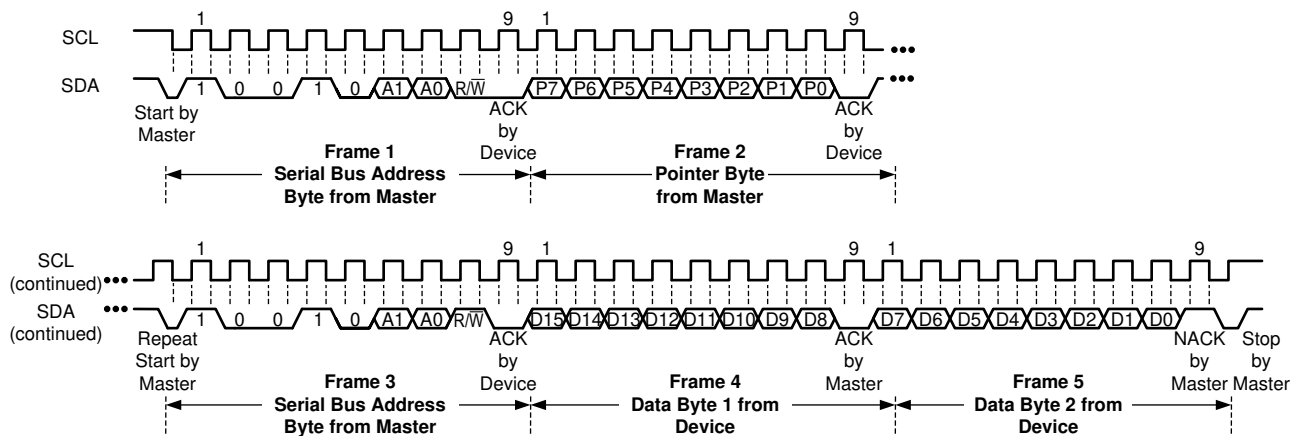 1 9 1 9
SCL
SDA
1 0 0 1 0 A1 A0 R/W̅ P7 P6 P5 P4 P3 P2 P1 P0
Start by
Master
ACK
by
Device
ACK
by
Device
Frame 1
Serial Bus Address
Byte from Master
Frame 2
Pointer Byte
from Master
1 9 1 9 1 9
SCL
(continued)
SDA
(continued)
1 0 0 1 0 A1 A0 R/W̅ D15 D14 D13 D12 D11 D10 D9 D8 D7 D6 D5 D4 D3 D2 D1 D0
Repeat
Start by
Master
ACK
by
Device
ACK
by
Master
NACK
by
Master
Stop
by
Master
Frame 3
Serial Bus Address
Byte from Master
Frame 4
Data Byte 1 from
Device
Frame 5
Data Byte 2 from
Device